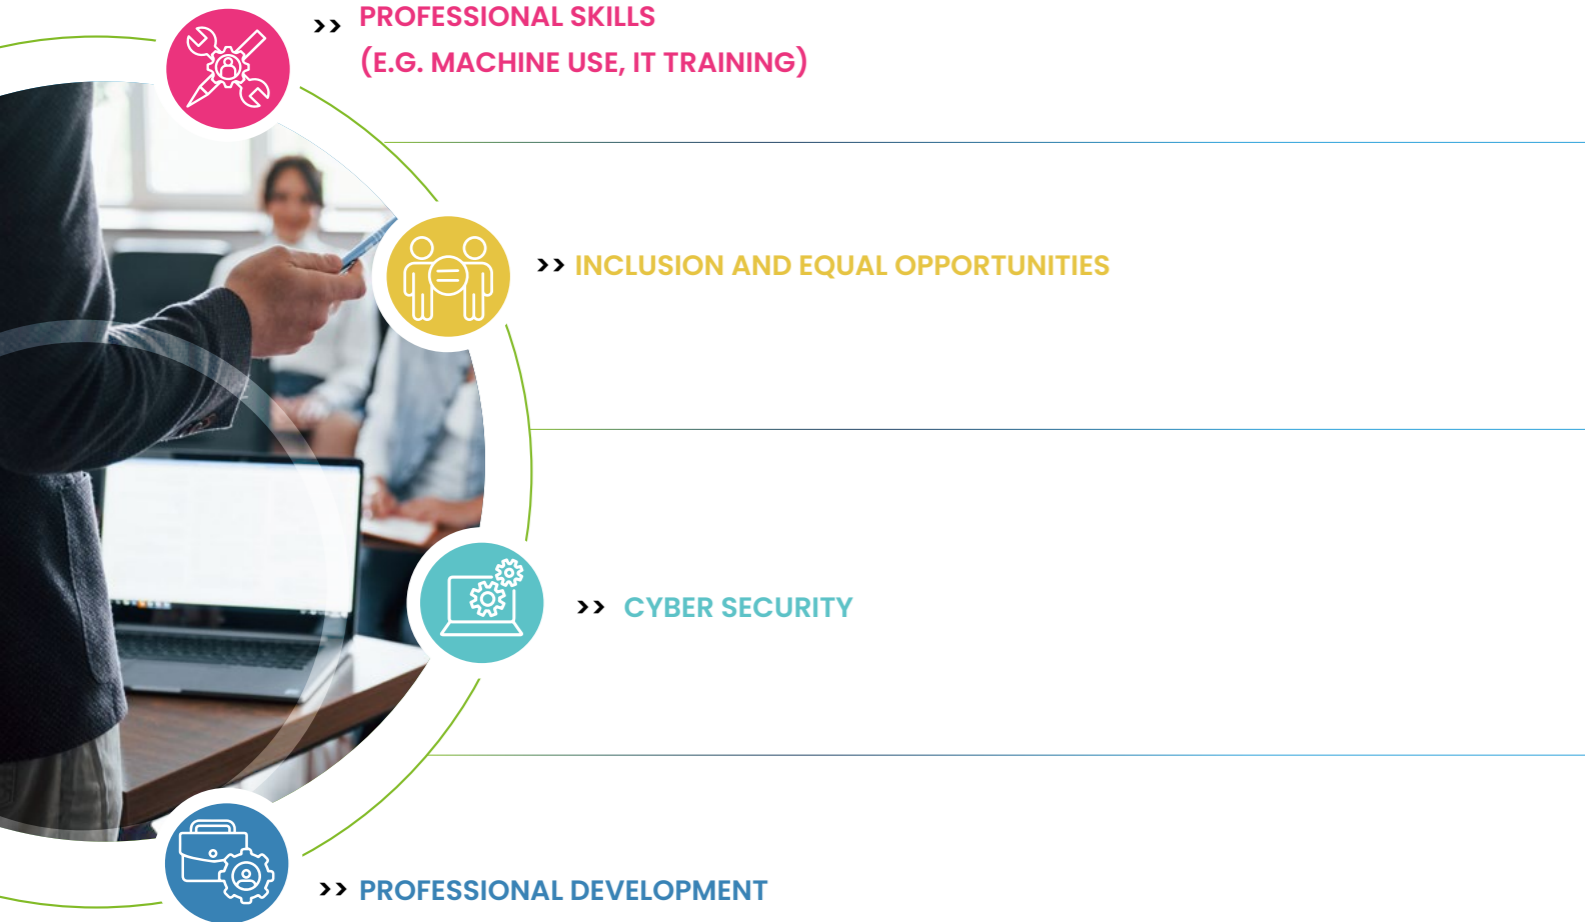 >> PROFESSIONAL SKILLS
(E.G. MACHINE USE, IT TRAINING)
>> INCLUSION AND EQUAL OPPORTUNITIES
>> CYBER SECURITY
>> PROFESSIONAL DEVELOPMENT